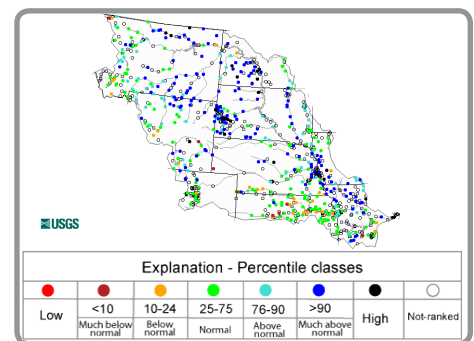 USGS
Explanation - Percentile classes
Low
<10
10-24
25-75
76-90
>90
High
Not-ranked
Much below
normal
Below
normal
Normal
Above
normal
Much above
normal